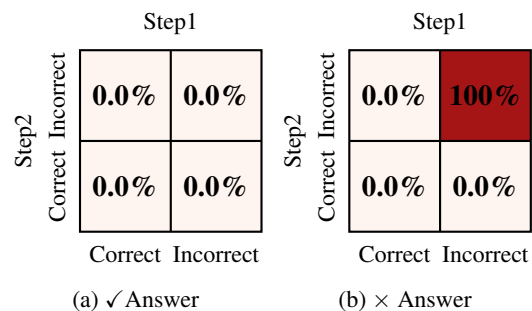 Step1
Step1
Step2
Incorrect
0.0%
0.0%
Correct
0.0%
0.0%
Correct Incorrect
(a) ✓ Answer
Step2
Incorrect
0.0%
100%
Correct
0.0%
0.0%
Correct Incorrect
(b) × Answer